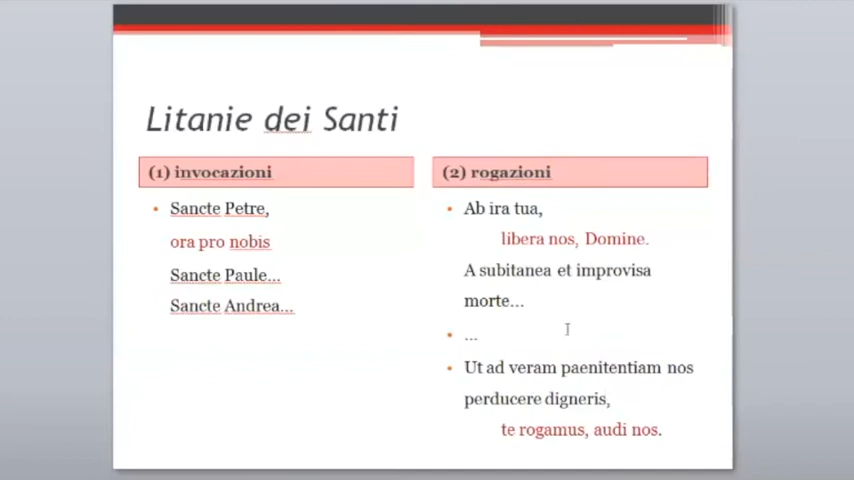 Litanie dei Santi
(1) invocazioni
• Sancte Petre,
ora pro nobis
Sancte Paule...
Sancte Andrea...
(2) rogazioni
• Ab ira tua,
libera nos, Domine.
A subitanea et improvisa
morte...
• ...
• Ut ad veram paenitentiam nos
perducere digneris,
te rogamus, audi nos.